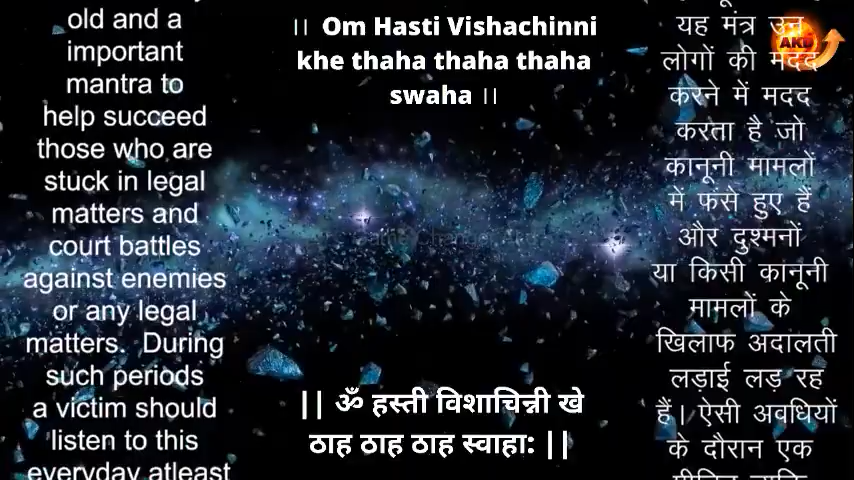 old and a
important
mantra to
help succeed
those who are
stuck in legal
matters and
court battles
against enemies
or any legal
matters. During
such periods
a victim should
listen to this
everyday atleast
।। Om Hasti Vishachinni
khe thaha thaha thaha
swaha ।।
|| ॐ हस्ती विशाचिन्नी खे
ठाह ठाह ठाह स्वाहा: ||
यह मंत्र उन
लोगों की मदद
करने में मदद
करता है जो
कानूनी मामलों
में फंसे हुए हैं
और दुश्मनों
या किसी कानूनी
मामलों के
खिलाफ अदालती
लड़ाई लड़ रह
हैं। ऐसी अवधियों
के दौरान एक
AKD